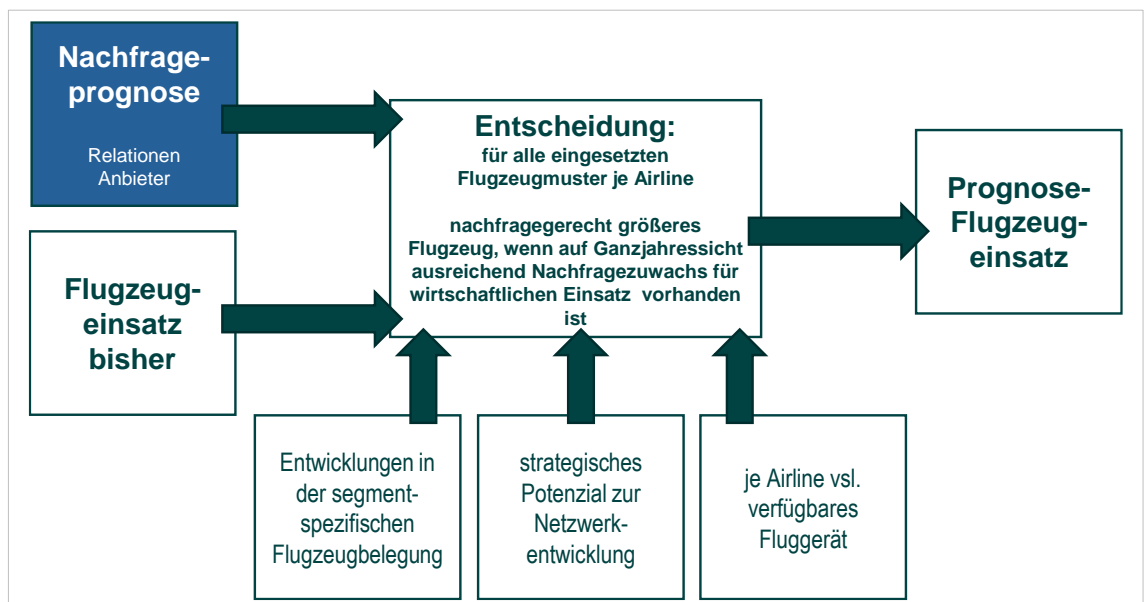 Nachfrage-
prognose
Relationen
Anbieter
Flugzeug-
einsatz
bisher
Entscheidung:
für alle eingesetzten
Flugzeugmuster je Airline
nachfragegerecht größeres
Flugzeug, wenn auf Ganzjahressicht
ausreichend Nachfragezuwachs für
wirtschaftlichen Einsatz vorhanden
ist
Prognose-
Flugzeug-
einsatz
Entwicklungen in
der segment-
spezifischen
Flugzeugbelegung
strategisches
Potenzial zur
Netzwerk-
entwicklung
je Airline vsl.
verfügbares
Fluggerät